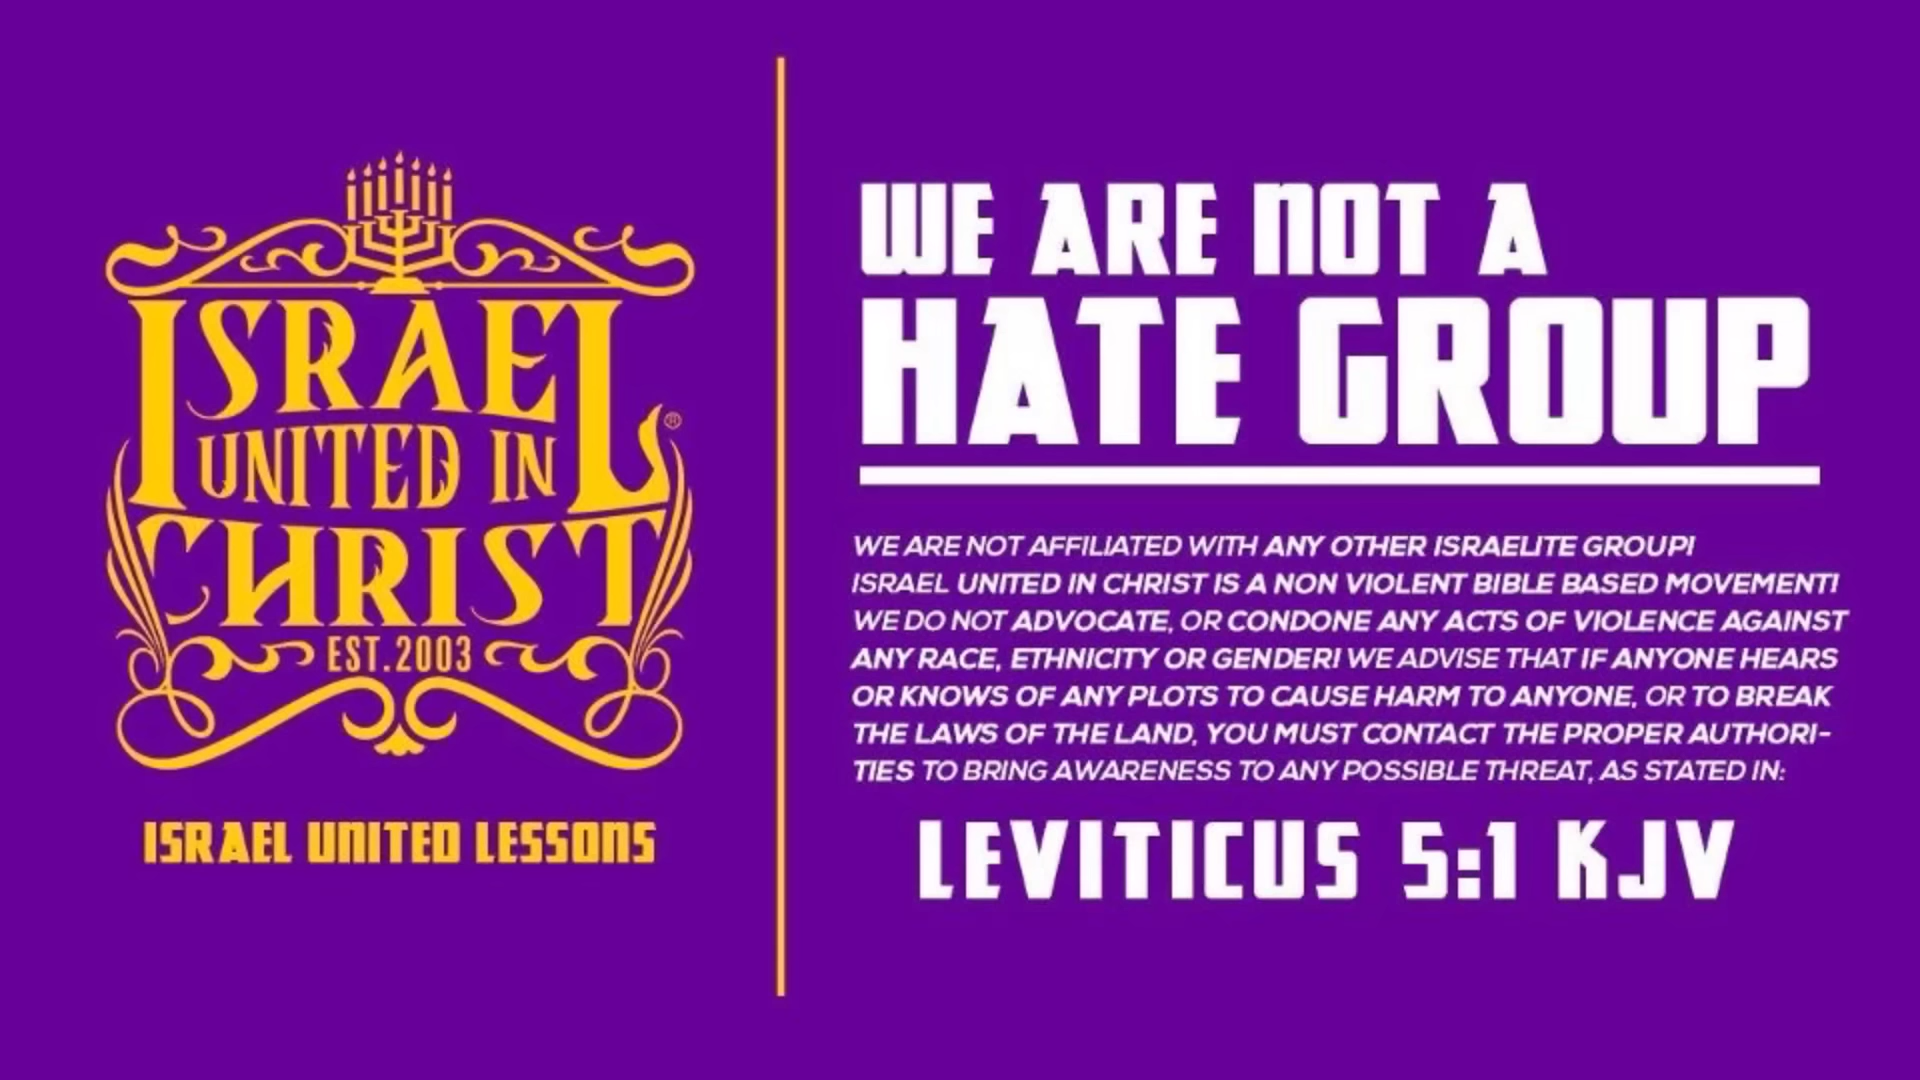 ISRAEL
UNITED IN
CHRIST
®
EST.2003
ISRAEL UNITED LESSONS
WE ARE NOT A
HATE GROUP
WE ARE NOT AFFILIATED WITH ANY OTHER ISRAELITE GROUP!
ISRAEL UNITED IN CHRIST IS A NON VIOLENT BIBLE BASED MOVEMENT!
WE DO NOT ADVOCATE, OR CONDONE ANY ACTS OF VIOLENCE AGAINST
ANY RACE, ETHNICITY OR GENDER! WE ADVISE THAT IF ANYONE HEARS
OR KNOWS OF ANY PLOTS TO CAUSE HARM TO ANYONE, OR TO BREAK
THE LAWS OF THE LAND, YOU MUST CONTACT THE PROPER AUTHORI-
TIES TO BRING AWARENESS TO ANY POSSIBLE THREAT, AS STATED IN:
LEVITICUS 5:1 KJV